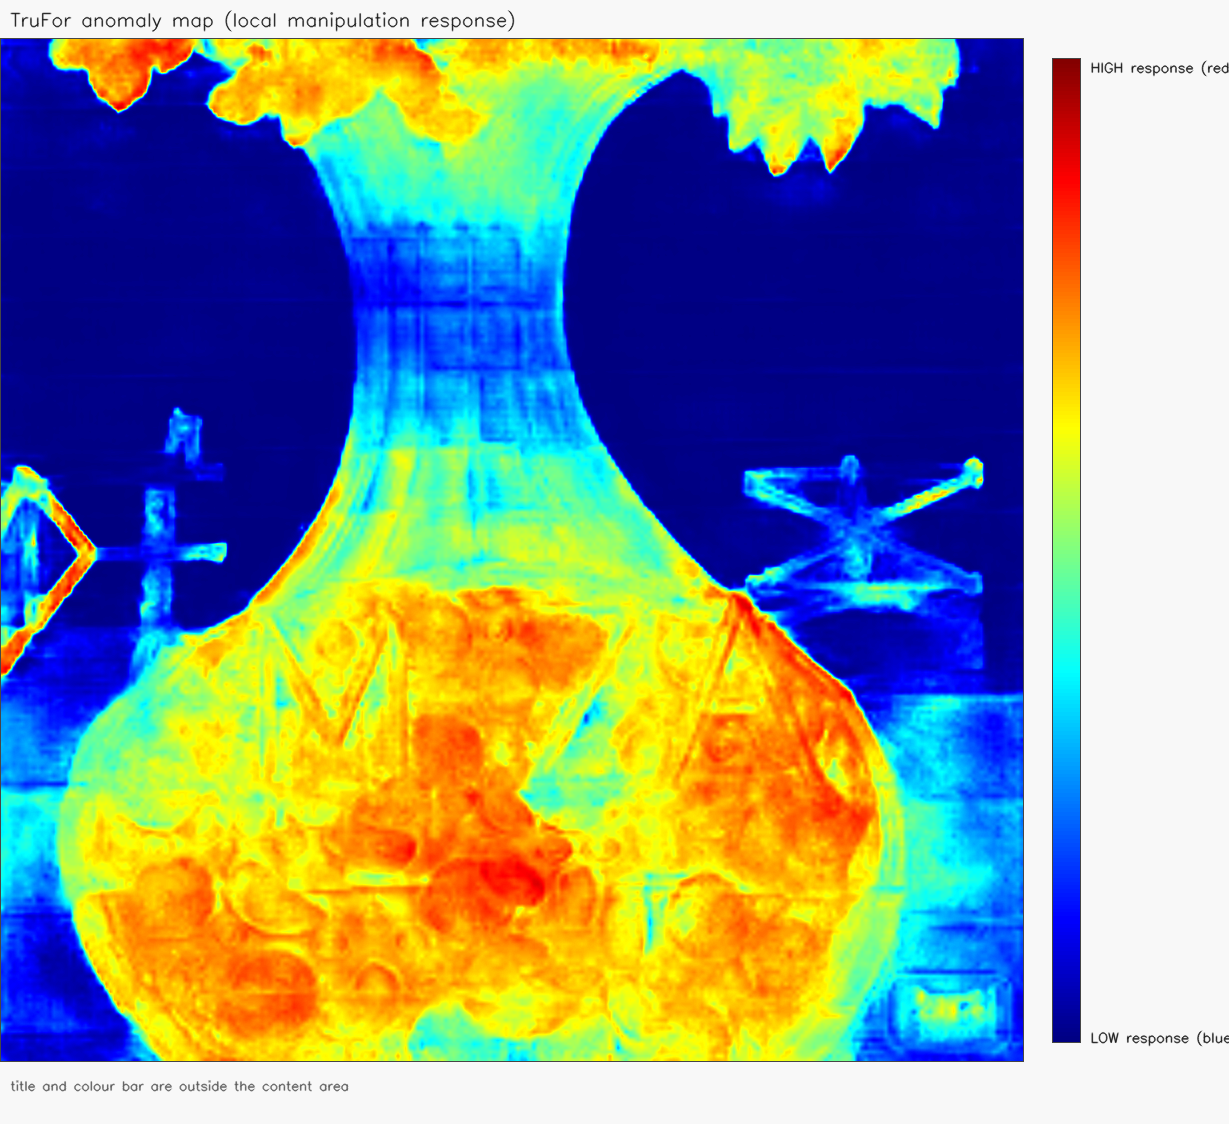 TruFor anomaly map (local manipulation response)
HIGH response (red
LOW response (blue
title and colour bar are outside the content area